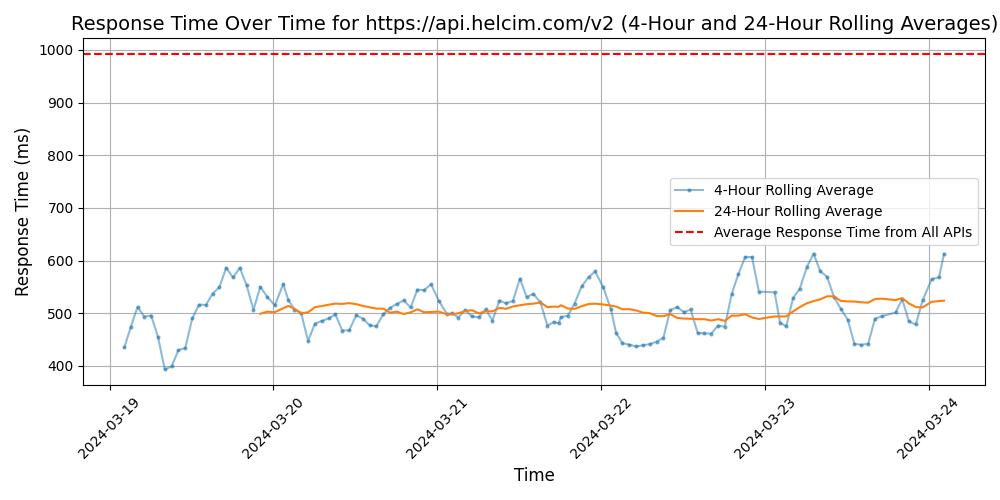 Response Time Over Time for https://api.helcim.com/v2 (4-Hour and 24-Hour Rolling Averages)
Response Time (ms)
1000
900
800
700
600
500
400
4-Hour Rolling Average
24-Hour Rolling Average
Average Response Time from All APIs
2024-03-19
2024-03-20
2024-03-21
2024-03-22
2024-03-23
2024-03-24
Time